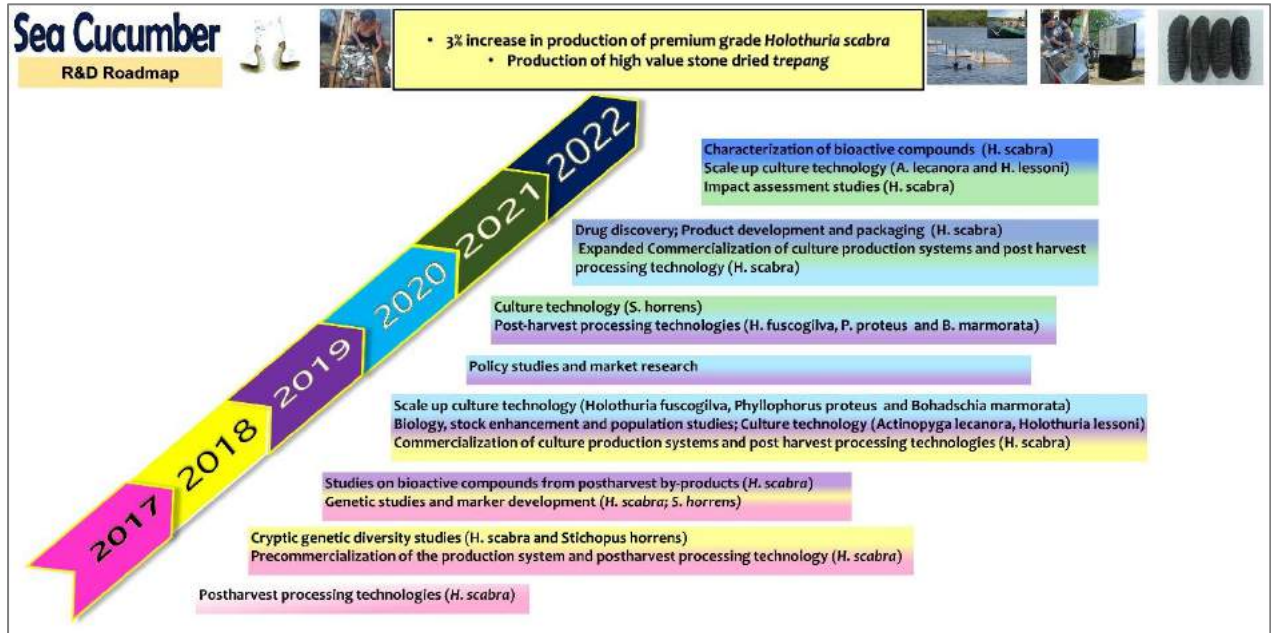 Sea Cucumber
R&D Roadmap
• 3% increase in production of premium grade Holothuria scabra
• Production of high value stone dried trepang
2022
2021
2020
2019
2018
2017
Characterization of bioactive compounds (H. scabra)
Scale up culture technology (A. lecanora and H. lessoni)
Impact assessment studies (H. scabra)
Drug discovery; Product development and packaging (H. scabra)
Expanded Commercialization of culture production systems and post harvest
processing technology (H. scabra)
Culture technology (S. horrens)
Post-harvest processing technologies (H. fuscogilva, P. proteus and B. marmorata)
Policy studies and market research
Scale up culture technology (Holothuria fuscogilva, Phyllophorus proteus and Bohadschia marmorata)
Biology, stock enhancement and population studies; Culture technology (Actinopyga lecanora, Holothuria lessoni)
Commercialization of culture production systems and post harvest processing technologies (H. scabra)
Studies on bioactive compounds from postharvest by-products (H. scabra)
Genetic studies and marker development (H. scabra; S. horrens)
Cryptic genetic diversity studies (H. scabra and Stichopus horrens)
Precommercialization of the production system and postharvest processing technology (H. scabra)
Postharvest processing technologies (H. scabra)